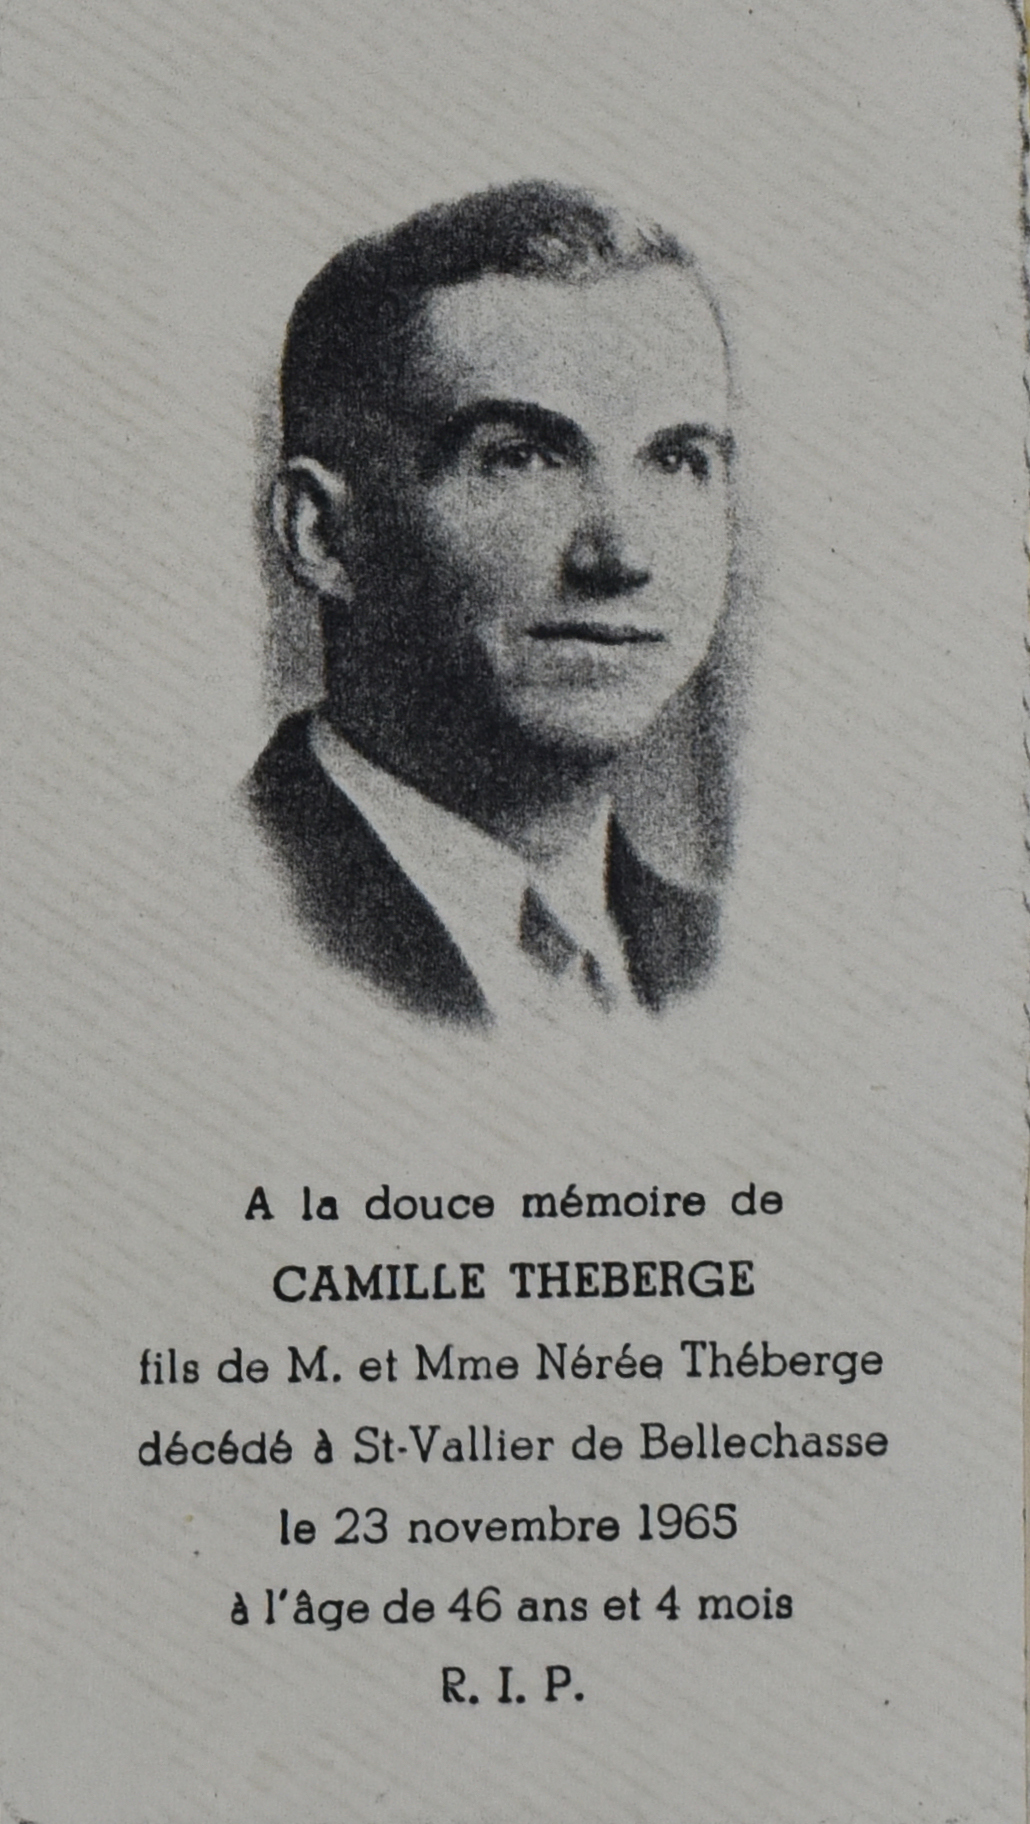 A la douce mémoire de
CAMILLE THEBERGE
fils de M. et Mme Nérée Théberge
décédé à St-Vallier de Bellechasse
le 23 novembre 1965
à l'âge de 46 ans et 4 mois
R. I. P.